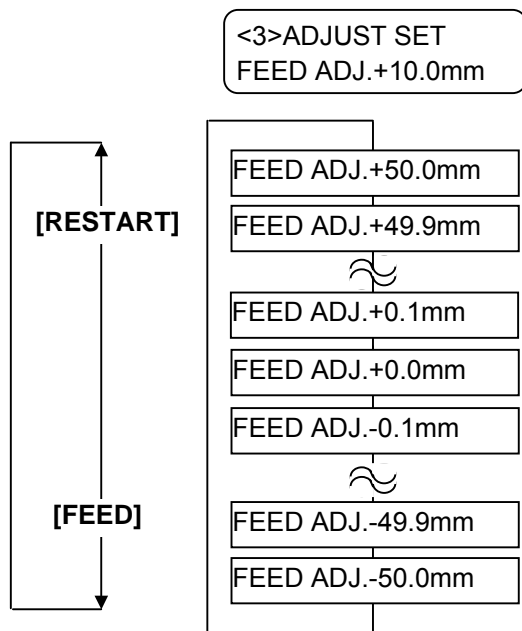 <3>ADJUST SET
FEED ADJ.+10.0mm
FEED ADJ.+50.0mm
[RESTART]
FEED ADJ.+49.9mm
FEED ADJ.+0.1mm
FEED ADJ.+0.0mm
FEED ADJ.-0.1mm
[FEED]
FEED ADJ.-49.9mm
FEED ADJ.-50.0mm